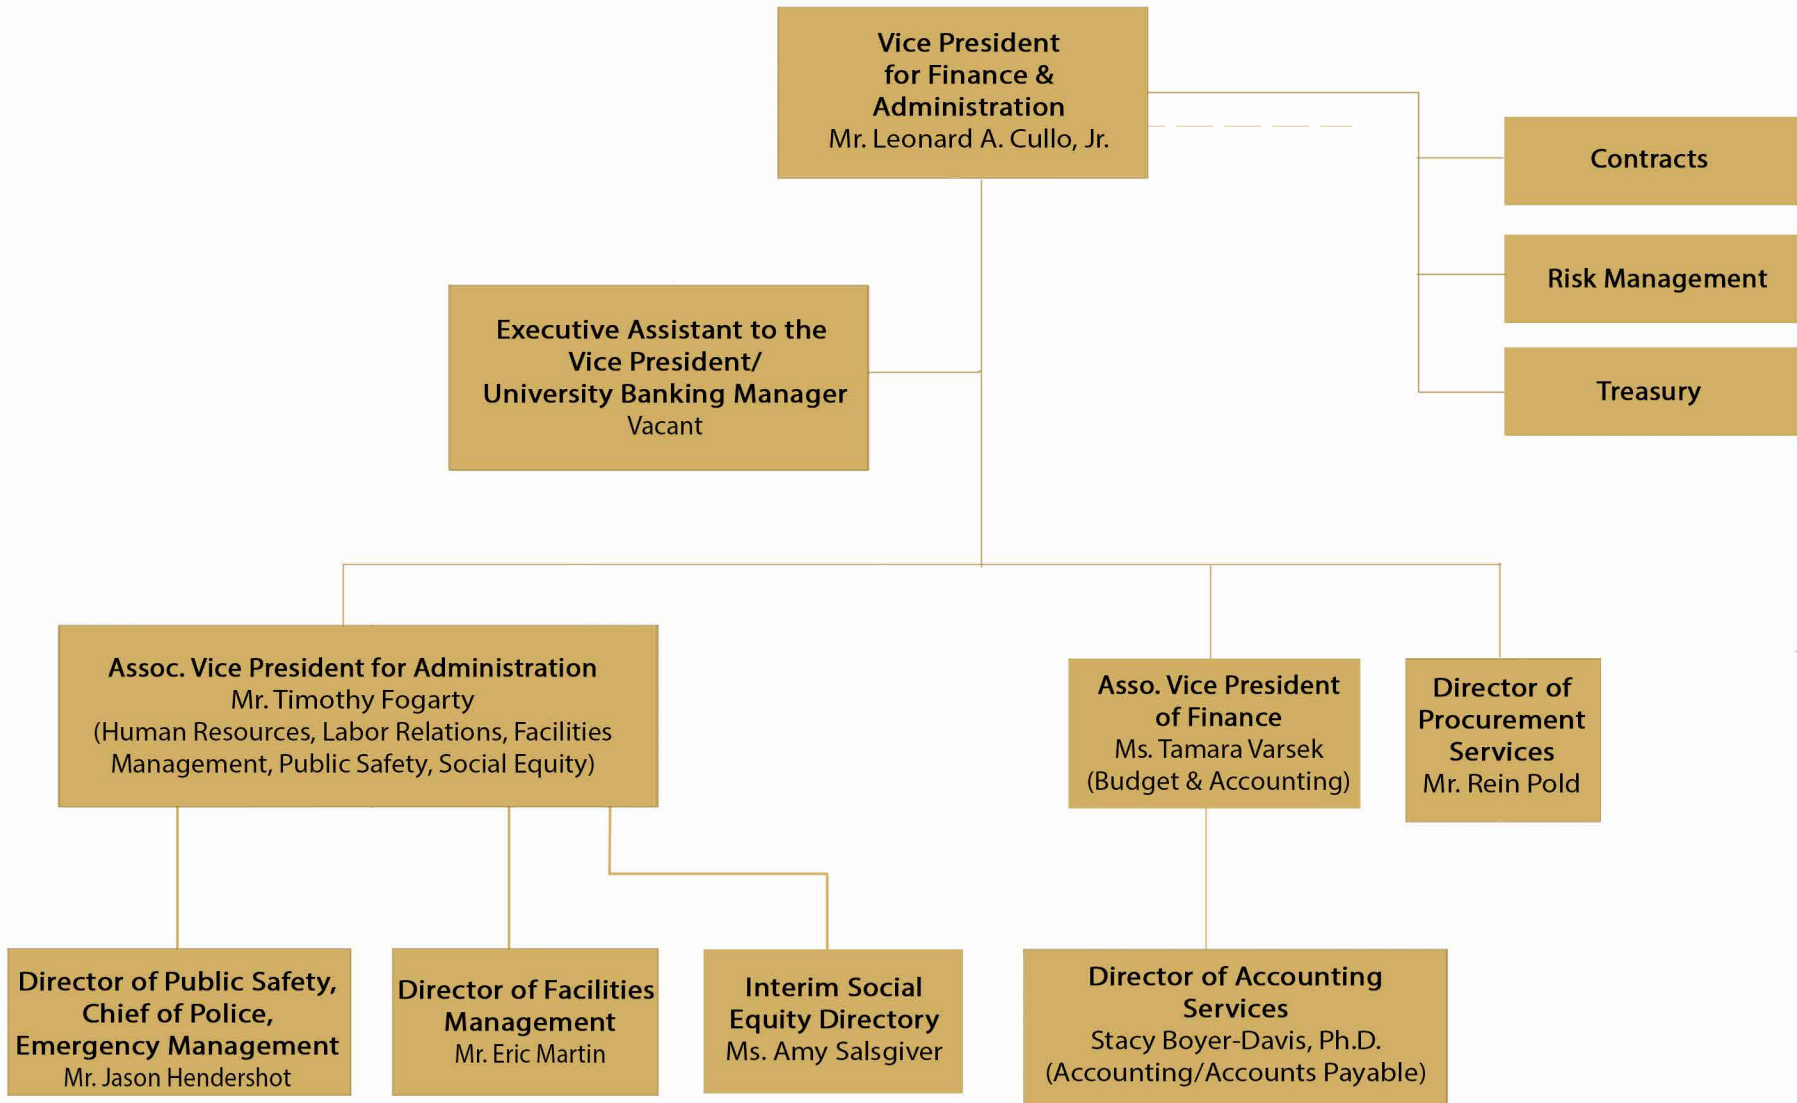 Vice President
for Finance &
Administration
Mr. Leonard A. Cullo, Jr.
Contracts
Risk Management
Treasury
Executive Assistant to the
Vice President/
University Banking Manager
Vacant
Assoc. Vice President for Administration
Mr. Timothy Fogarty
(Human Resources, Labor Relations, Facilities
Management, Public Safety, Social Equity)
Asso. Vice President
of Finance
Ms. Tamara Varsek
(Budget & Accounting)
Director of
Procurement
Services
Mr. Rein Pold
Director of Public Safety,
Chief of Police,
Emergency Management
Mr. Jason Hendershot
Director of Facilities
Management
Mr. Eric Martin
Interim Social
Equity Directory
Ms. Amy Salsgiver
Director of Accounting
Services
Stacy Boyer-Davis, Ph.D.
(Accounting/Accounts Payable)